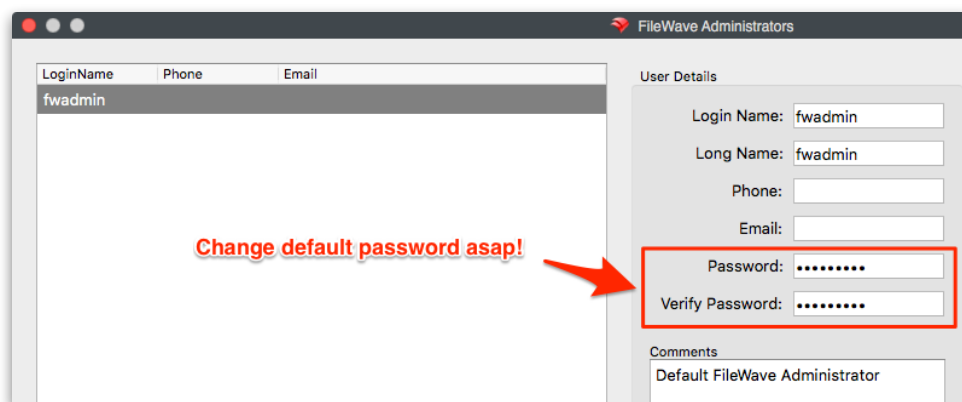 FileWave Administrators
LoginName Phone Email
fwadmin
User Details
Login Name: fwadmin
Long Name: fwadmin
Phone:
Email:
Change default password asap!
Password: •••••••••
Verify Password: •••••••••
Comments
Default FileWave Administrator